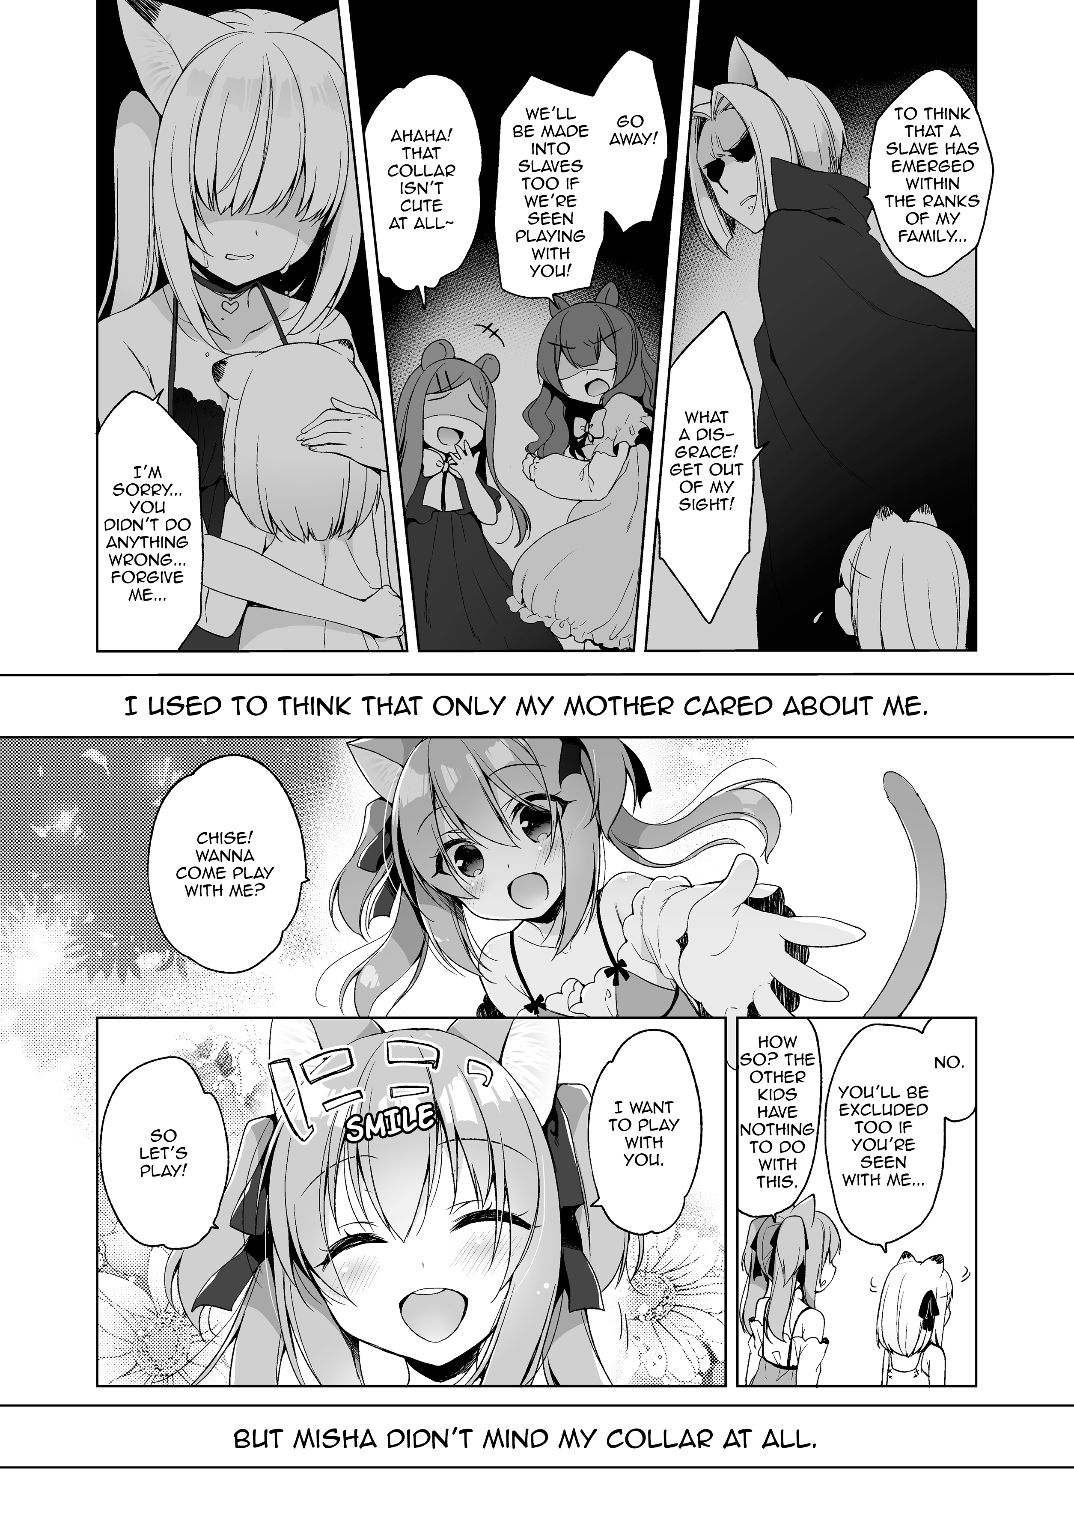 TO THINK
THAT A
SLAVE HAS
EMERGED
WITHIN
THE RANKS
OF MY
FAMILY...
WHAT
A DIS-
GRACE!
GET OUT
OF MY
SIGHT!
GO
AWAY!
WE'LL
BE MADE
INTO
SLAVES
TOO IF
WE'RE
SEEN
PLAYING
WITH
YOU!
AHAHA!
THAT
COLLAR
ISN'T
CUTE
AT ALL~
I'M
SORRY...
YOU
DIDN'T DO
ANYTHING
WRONG...
FORGIVE
ME...
I USED TO THINK THAT ONLY MY MOTHER CARED ABOUT ME.
CHISE!
WANNA
COME PLAY
WITH ME?
NO.
YOU'LL BE
EXCLUDED
TOO IF
YOU'RE
SEEN
WITH ME...
HOW
SO? THE
OTHER
KIDS
HAVE
NOTHING
TO DO
WITH
THIS.
I WANT
TO PLAY
WITH
YOU.
ニコッ
SMILE
SO
LET'S
PLAY!
BUT MISHA DIDN'T MIND MY COLLAR AT ALL.